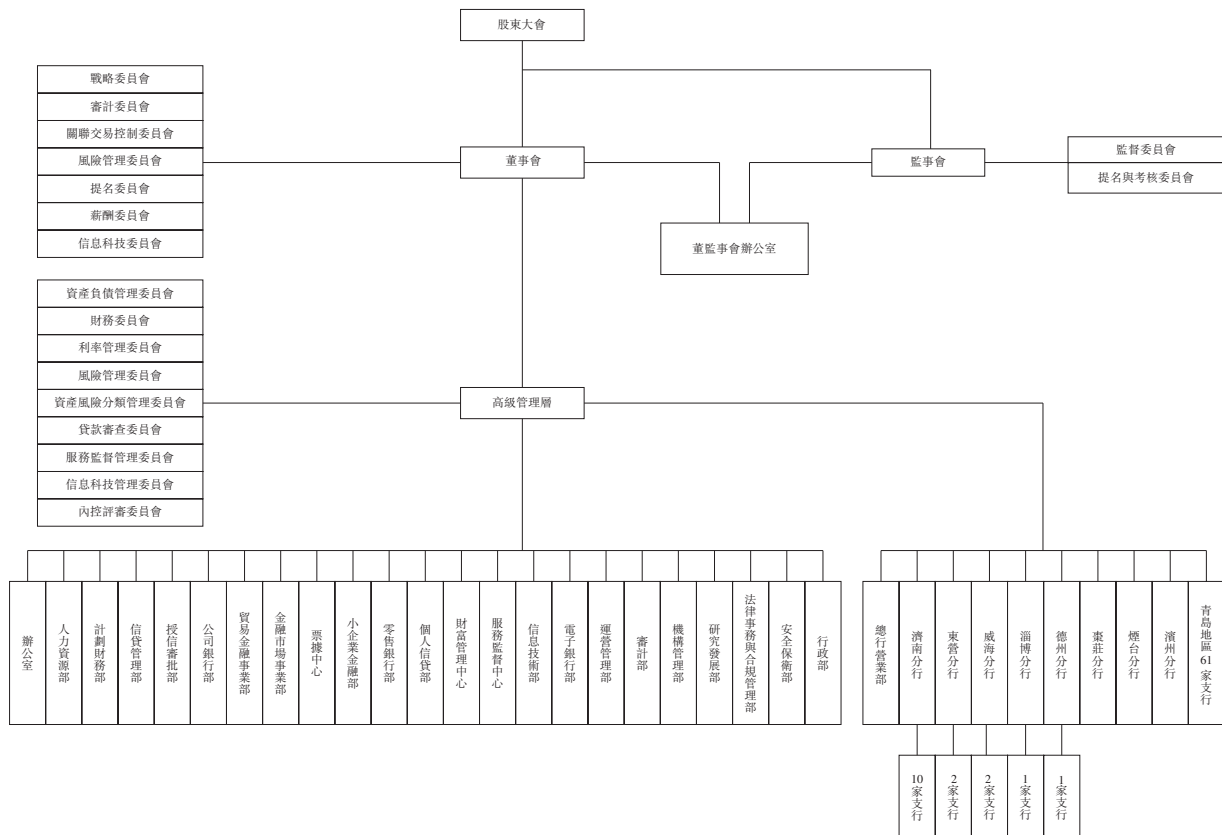 股東大會
戰略委員會
審計委員會
關聯交易控制委員會
風險管理委員會
提名委員會
薪酬委員會
信息科技委員會
董事會
監事會
監督委員會
提名與考核委員會
董監事會辦公室
資產負債管理委員會
財務委員會
利率管理委員會
風險管理委員會
資產風險分類管理委員會
貸款審查委員會
服務監督管理委員會
信息科技管理委員會
內控評審委員會
高級管理層
辦公室
人力資源部
計劃財務部
信貸管理部
授信審批部
公司銀行部
貿易金融事業部
金融市場事業部
票據中心
小企業金融部
零售銀行部
個人信貸部
財富管理中心
服務監督中心
信息技術部
電子銀行部
運營管理部
審計部
機構管理部
研究發展部
法律事務與合規管理部
安全保衛部
行政部
總行營業部
濟南分行
東營分行
威海分行
淄博分行
德州分行
棗莊分行
煙台分行
濱州分行
青島地區61
家支行
10家支行
2家支行
2家支行
1家支行
1家支行